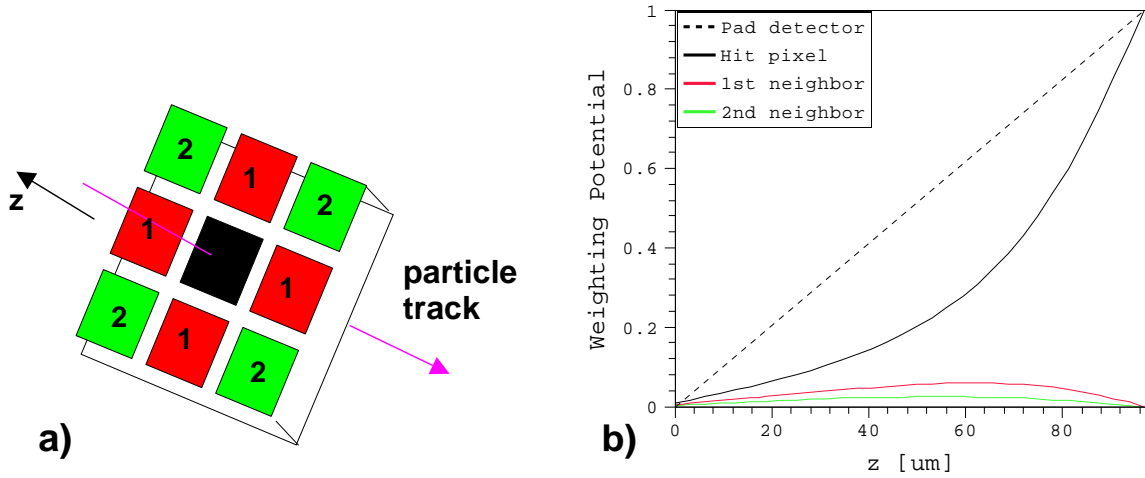 2
1
2
z
1
1
particle
track
2
1
2
a)
Weighting Potential
1
0.8
0.6
0.4
0.2
0
Pad detector
Hit pixel
1st neighbor
2nd neighbor
0
20
40
60
80
z [um]
b)